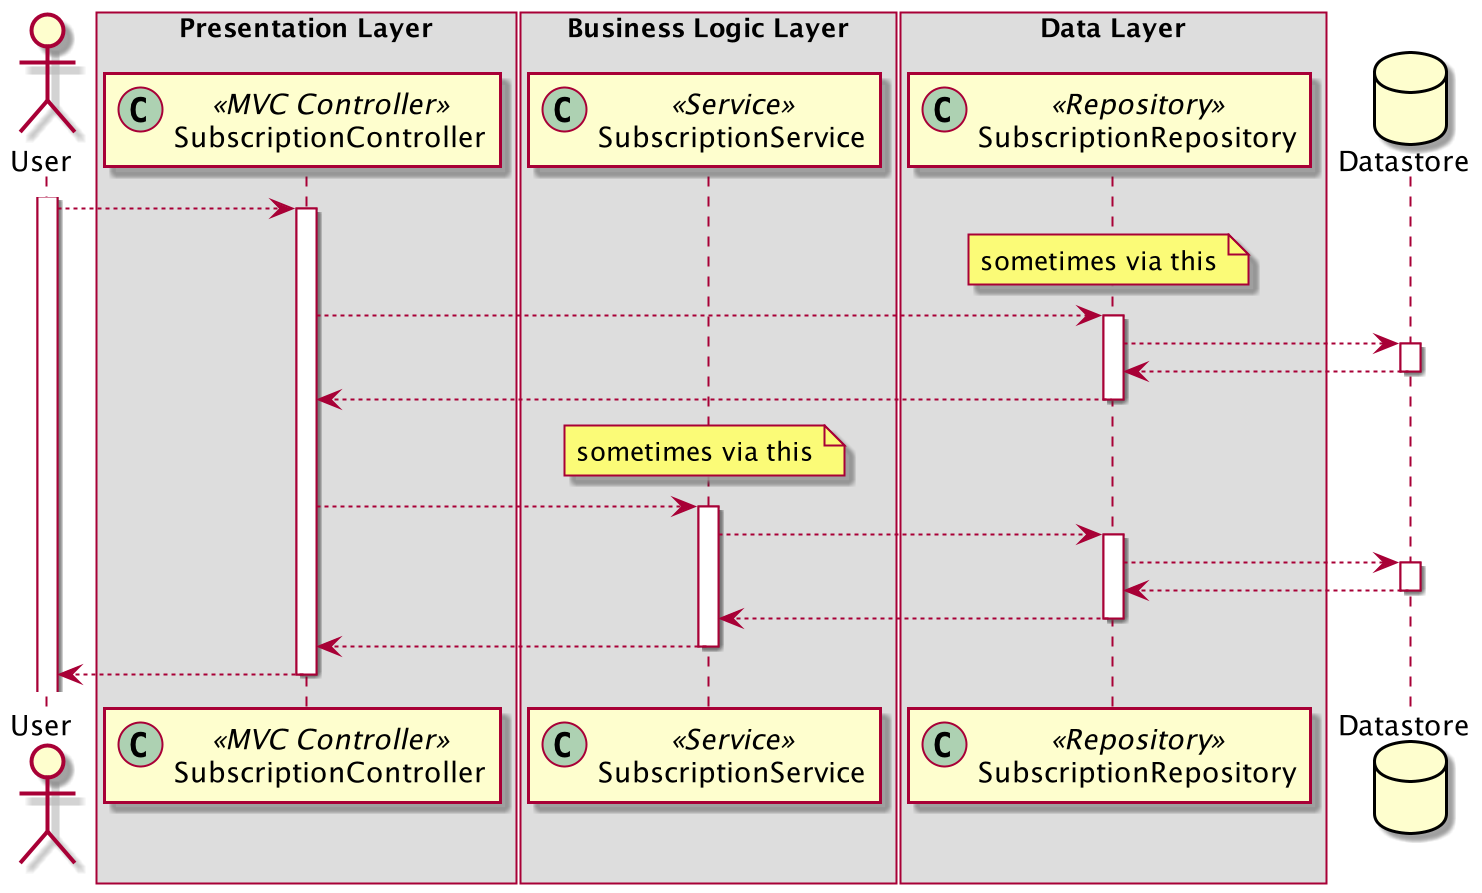 Presentation Layer
Business Logic Layer
Data Layer
C
«MVC Controller»
SubscriptionController
C
«Service»
SubscriptionService
C
«Repository»
SubscriptionRepository
User
Datastore
sometimes via this
sometimes via this
User
C
«MVC Controller»
SubscriptionController
C
«Service»
SubscriptionService
C
«Repository»
SubscriptionRepository
Datastore